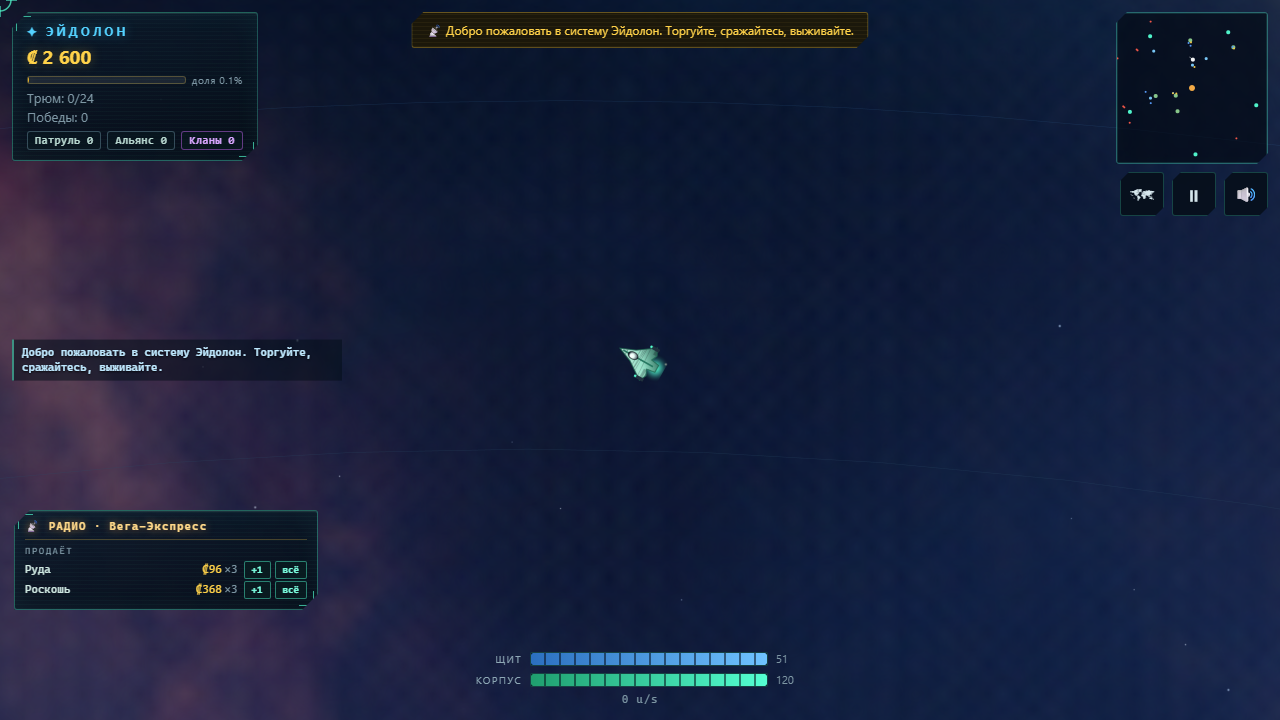 ✦ ЭЙДОЛОН
₡ 2 600
доля 0.1%
Трюм: 0/24
Победы: 0
Патруль 0 Альянс 0 Кланы 0
Добро пожаловать в систему Эйдолон. Торгуйте, сражайтесь, выживайте.
Добро пожаловать в систему Эйдолон. Торгуйте,
сражайтесь, выживайте.
РАДИО · Вега-Экспресс
ПРОДАЁТ
Руда ₡96 ×3 +1 всё
Роскошь ₡368 ×3 +1 всё
ЩИТ 51
КОРПУС 120
0 u/s